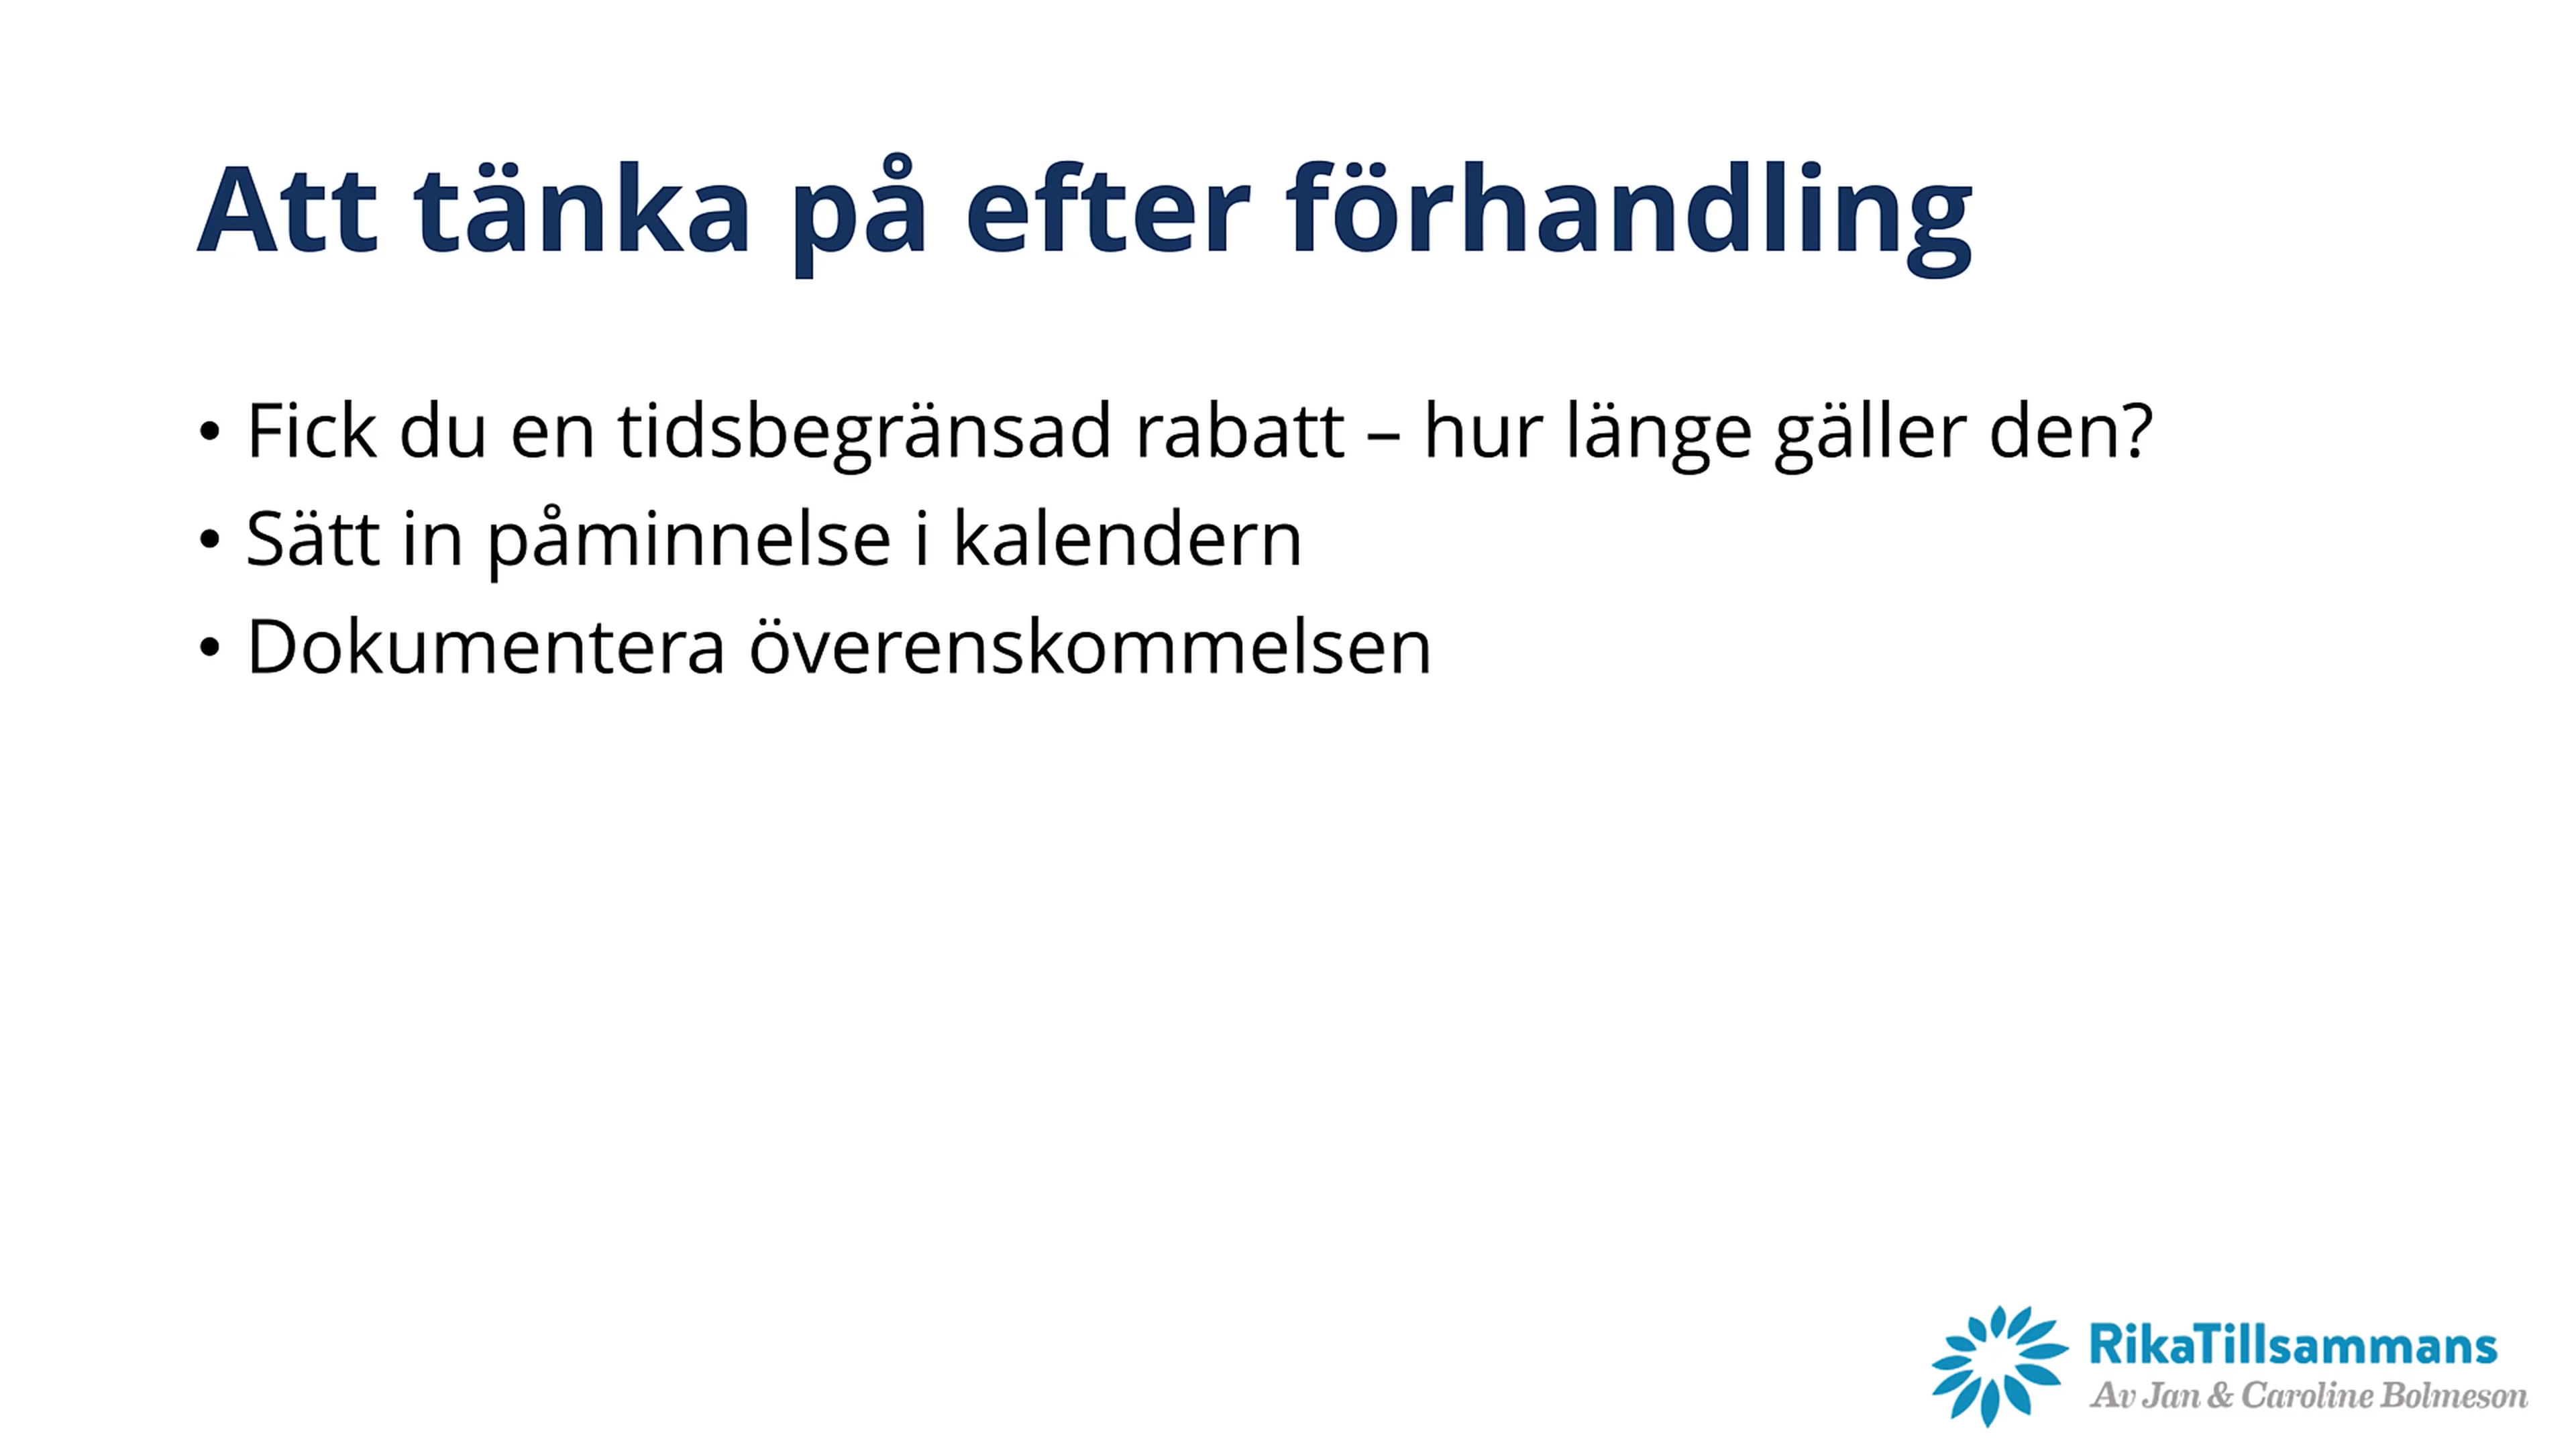 Att tänka på efter förhandling
• Fick du en tidsbegränsad rabatt – hur länge gäller den?
• Sätt in påminnelse i kalendern
• Dokumentera överenskommelsen
RikaTillsammans
Av Jan & Caroline Bolmeson